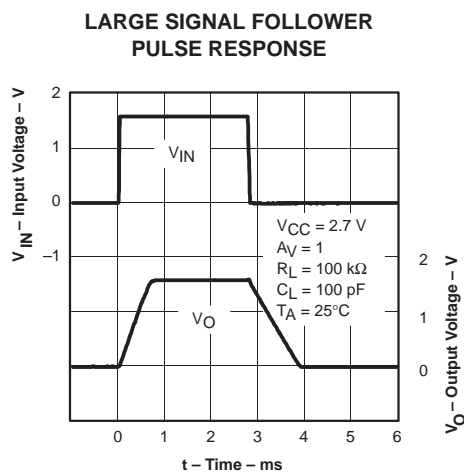 LARGE SIGNAL FOLLOWER
PULSE RESPONSE
V_IN – Input Voltage – V
2
1
0
–1
V_IN
V_CC = 2.7 V
A_V = 1
R_L = 100 kΩ
C_L = 100 pF
T_A = 25°C
V_O
2
1
0
V_O – Output Voltage – V
0 1 2 3 4 5 6
t – Time – ms